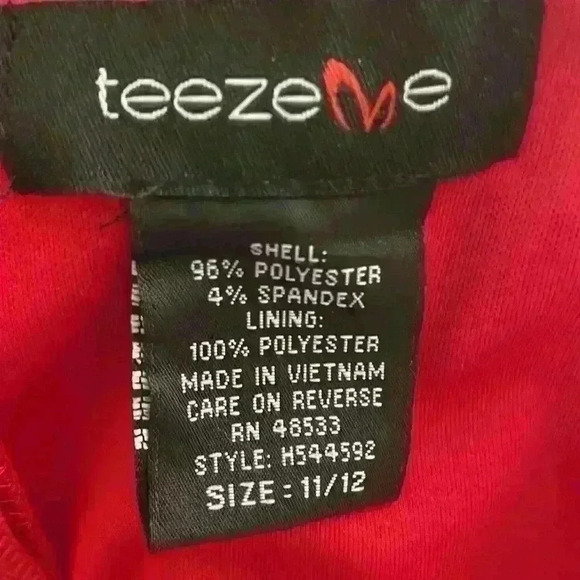 teezeMe
SHELL:
96% POLYESTER
4% SPANDEX
LINING:
100% POLYESTER
MADE IN VIETNAM
CARE ON REVERSE
RN 48533
STYLE: H544592
SIZE: 11/12